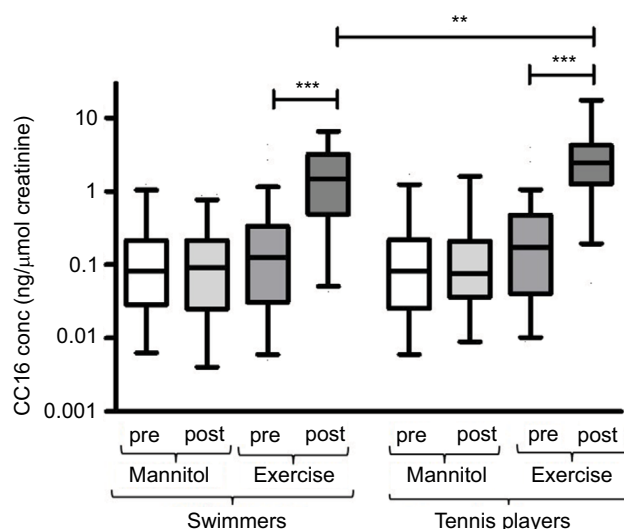 **
***
***
CC16 conc (ng/μmol creatinine)
10
1
0.1
0.01
0.001
pre post pre post pre post pre post
Mannitol Exercise Mannitol Exercise
Swimmers Tennis players